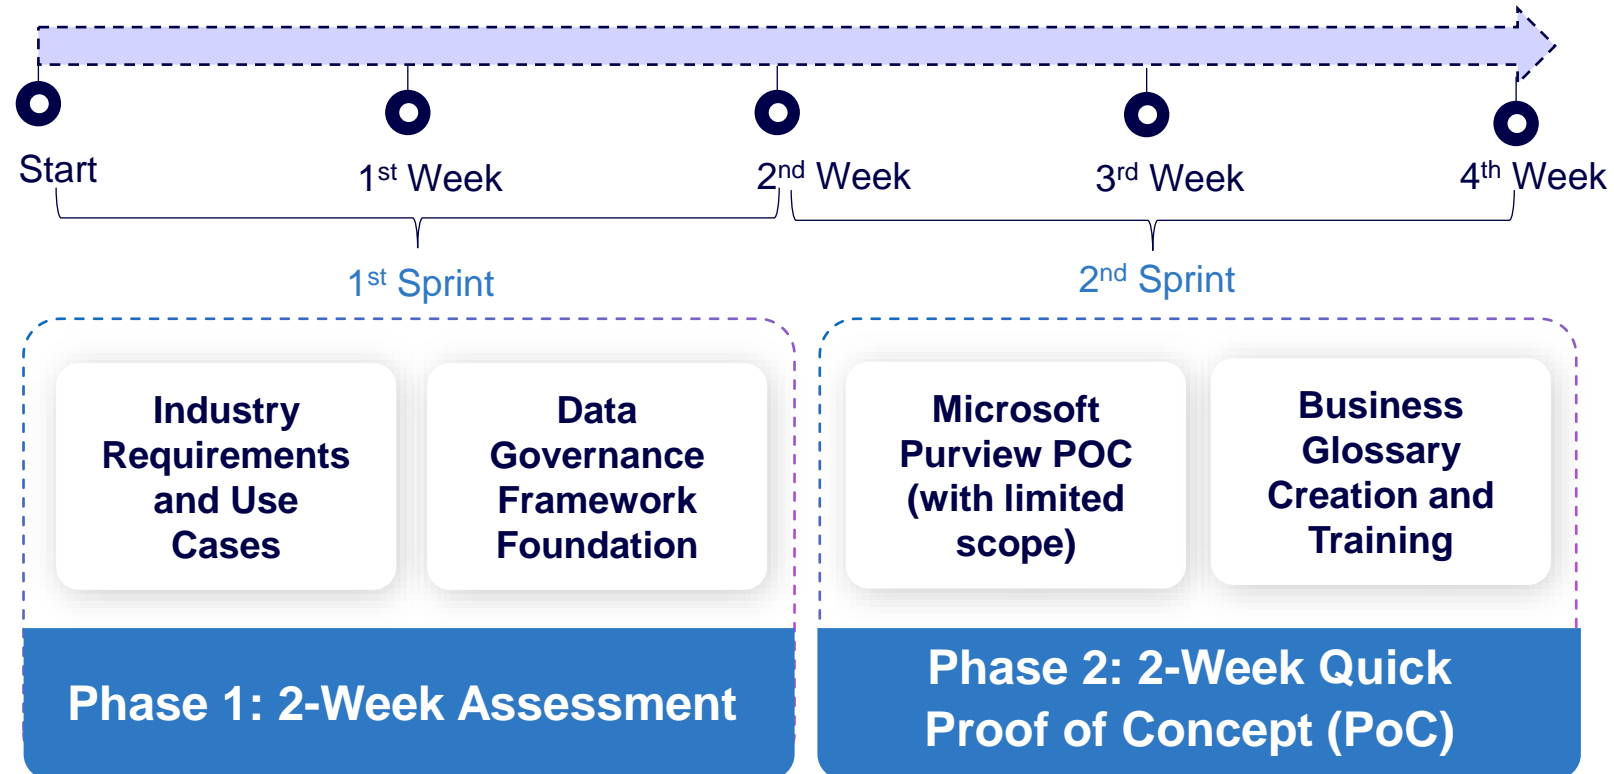 Start
1st Week
2nd Week
3rd Week
4th Week
1st Sprint
2nd Sprint
Industry
Requirements
and Use
Cases
Data
Governance
Framework
Foundation
Microsoft
Purview POC
(with limited
scope)
Business
Glossary
Creation and
Training
Phase 1: 2-Week Assessment
Phase 2: 2-Week Quick
Proof of Concept (PoC)